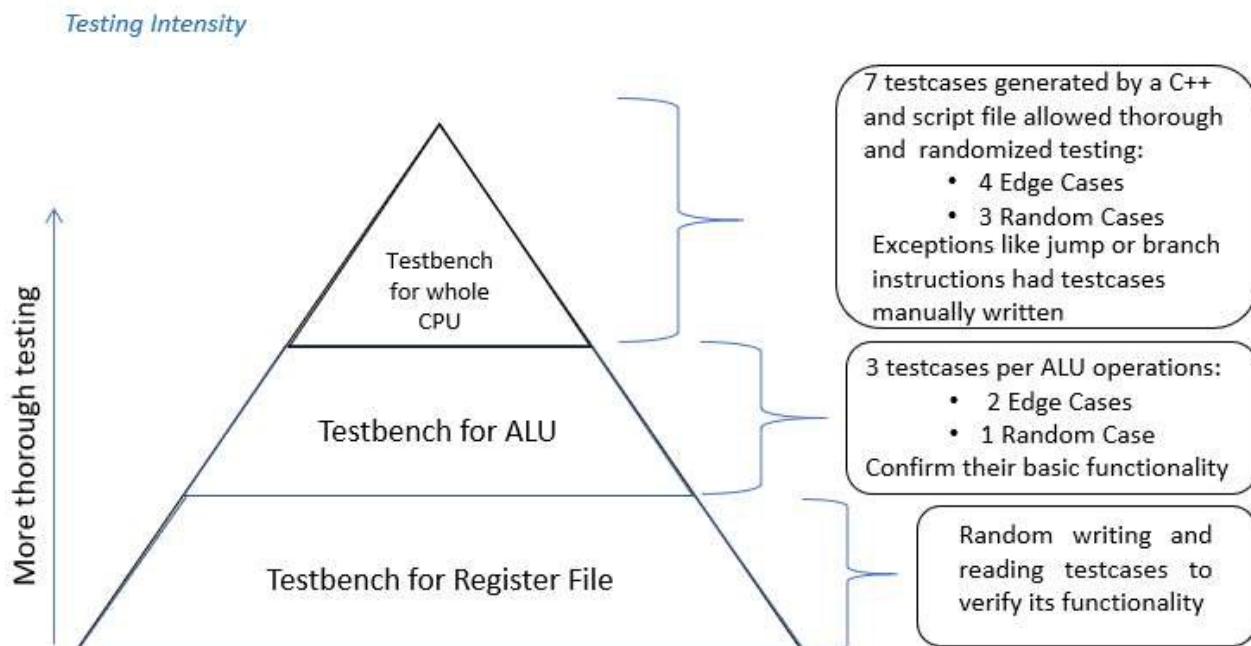 Testing Intensity
More thorough testing
Testbench
for whole
CPU
7 testcases generated by a C++
and script file allowed thorough
and randomized testing:
• 4 Edge Cases
• 3 Random Cases
Exceptions like jump or branch
instructions had testcases
manually written
Testbench for ALU
3 testcases per ALU operations:
• 2 Edge Cases
• 1 Random Case
Confirm their basic functionality
Testbench for Register File
Random writing and
reading testcases to
verify its functionality